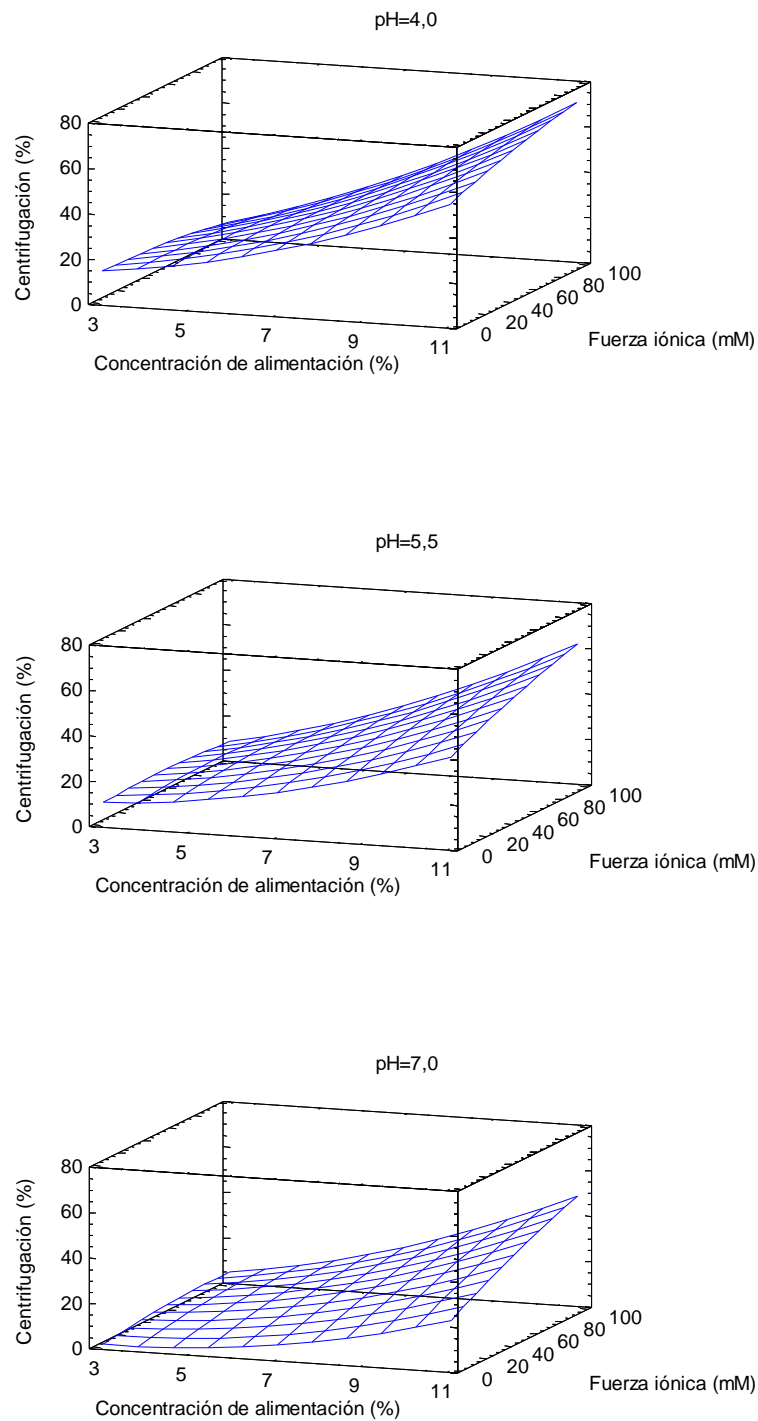 pH=4,0
Centrifugación (%)
80
60
40
20
0
3 5 7 9 11
Concentración de alimentación (%)
0 20 40 60 80 100
Fuerza iónica (mM)
pH=5,5
Centrifugación (%)
80
60
40
20
0
3 5 7 9 11
Concentración de alimentación (%)
0 20 40 60 80 100
Fuerza iónica (mM)
pH=7,0
Centrifugación (%)
80
60
40
20
0
3 5 7 9 11
Concentración de alimentación (%)
0 20 40 60 80 100
Fuerza iónica (mM)